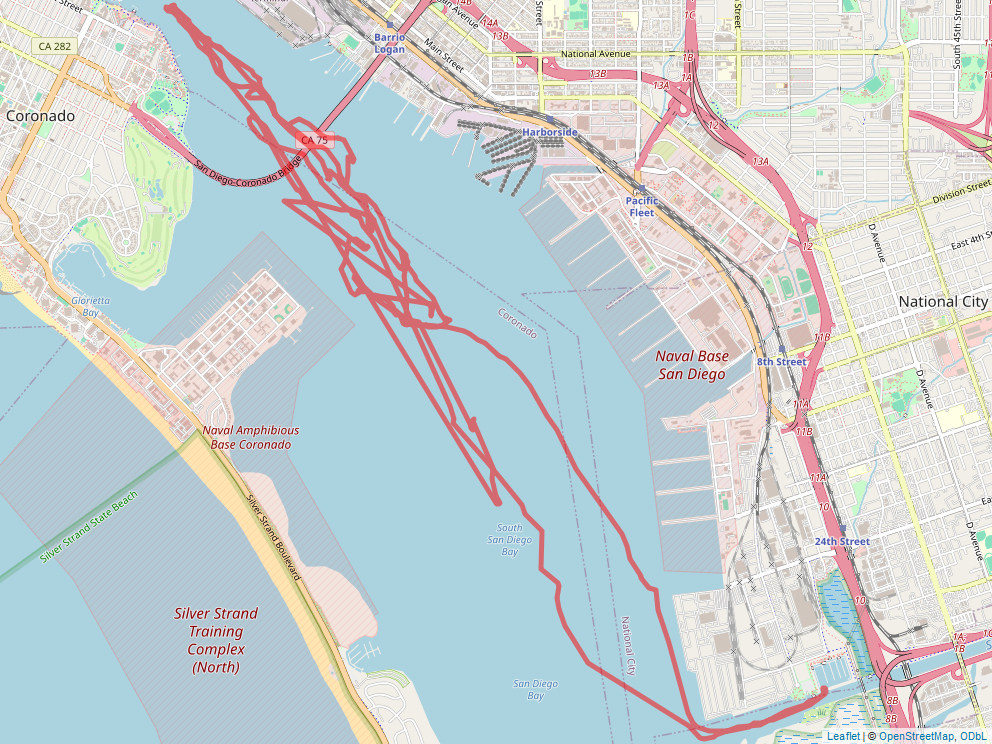 Terminal
Street
CA 282
Barrio
Logan
14A
14A
13B
Main Street
National Avenue
13B
1C
1B
1A
13A
Street
South 45th Street
Coronado
CA 75
San Diego-Coronado Bridge
Harborside
12
13A
Pacific
Fleet
Division Street
12
D Avenue
East 4th St
Glorietta
Bay
Coronado
National City
11B
Naval Base
San Diego
8th Street
D Avenue
11A
11B
Naval Amphibious
Base Coronado
Silver Strand State Beach
Silver Strand Boulevard
11A
10
South
San Diego
Bay
24th Street
D Avenue
Silver Strand
Training
Complex
(North)
National City
10
1A;
1B
San Diego
Bay
8B
8B
Leaflet | © OpenStreetMap, ODbL